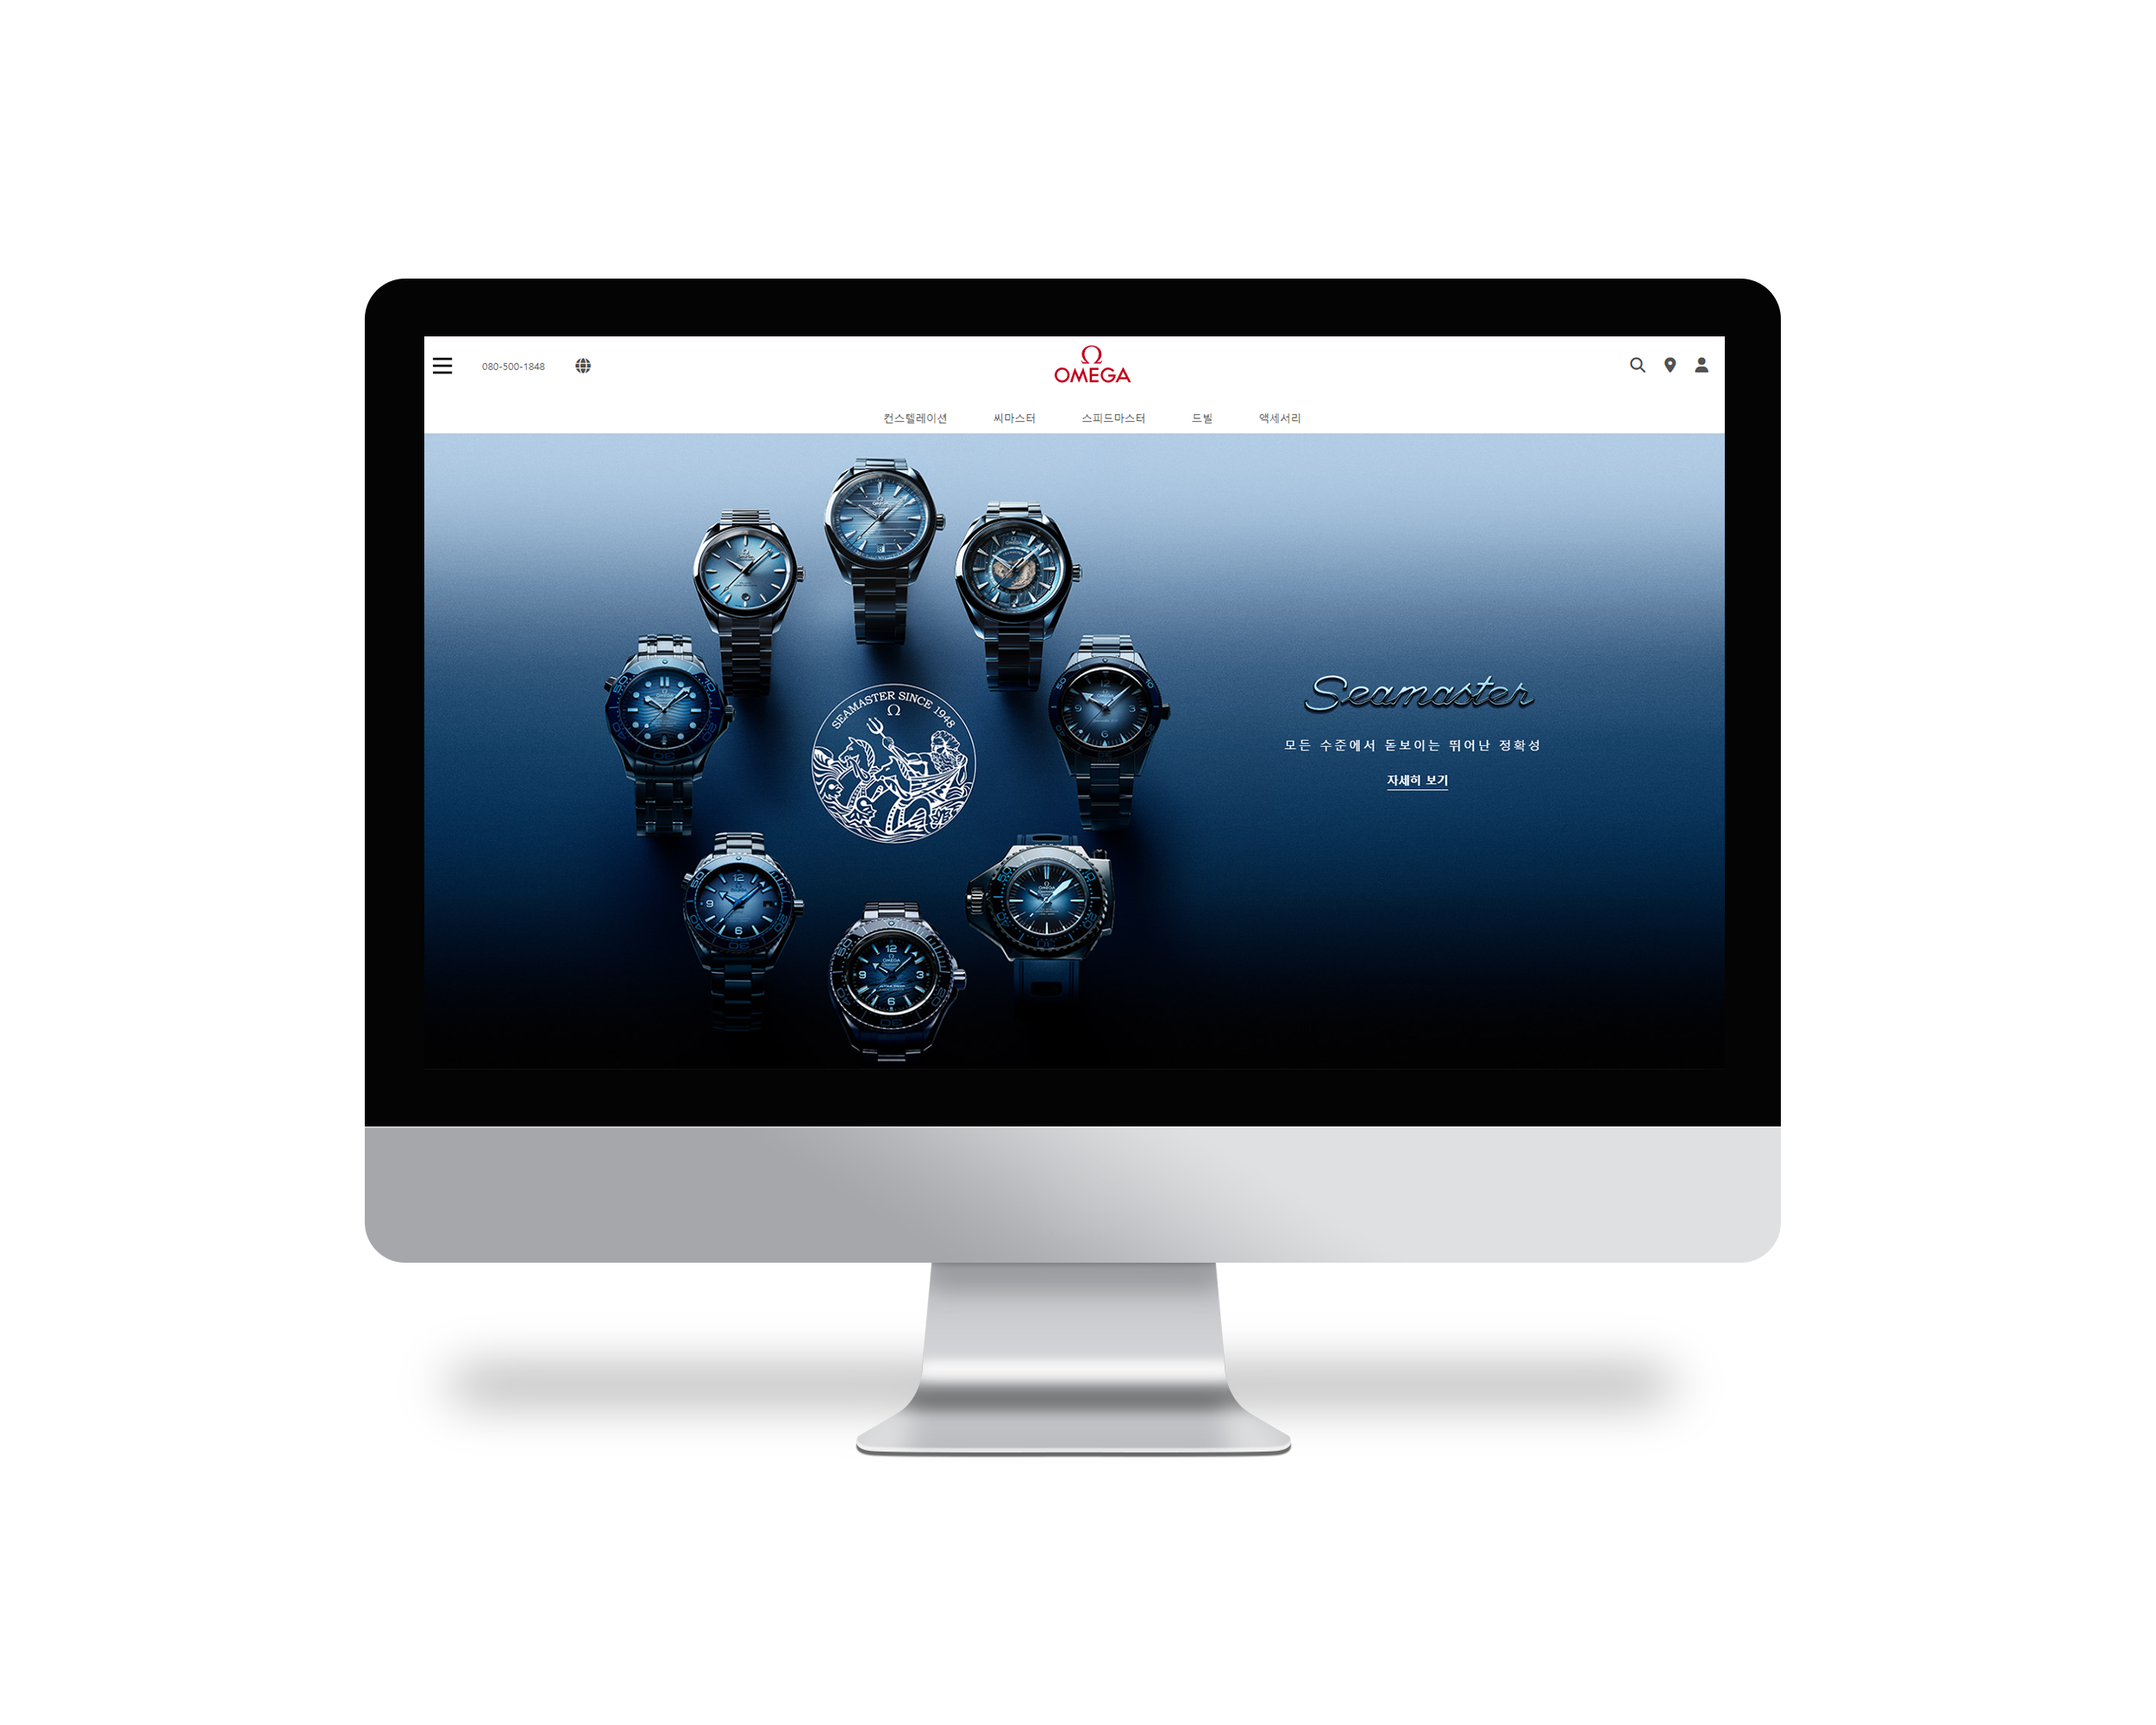 080-500-1848
Ω
OMEGA
컨스텔레이션 씨마스터 스피드마스터 드빌 액세서리
SEAMASTER SINCE 1948
Ω
Seamaster
모든 수준에서 돋보이는 뛰어난 정확성
자세히 보기